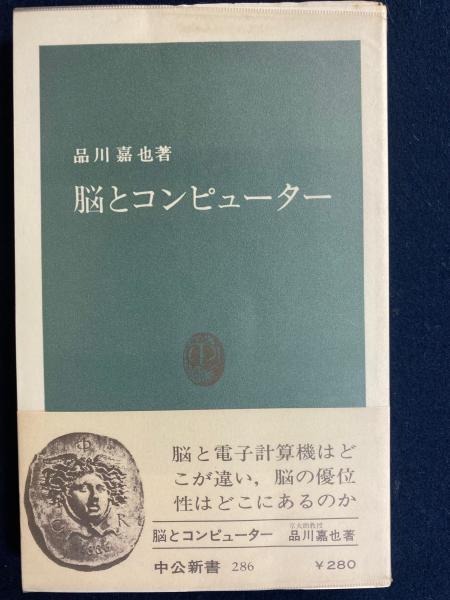 品川嘉也著
脳とコンピューター
脳と電子計算機はど
こが違い，脳の優位
性はどこにあるのか
京大助教授
脳とコンピューター 品川嘉也著
中公新書 286 ￥280